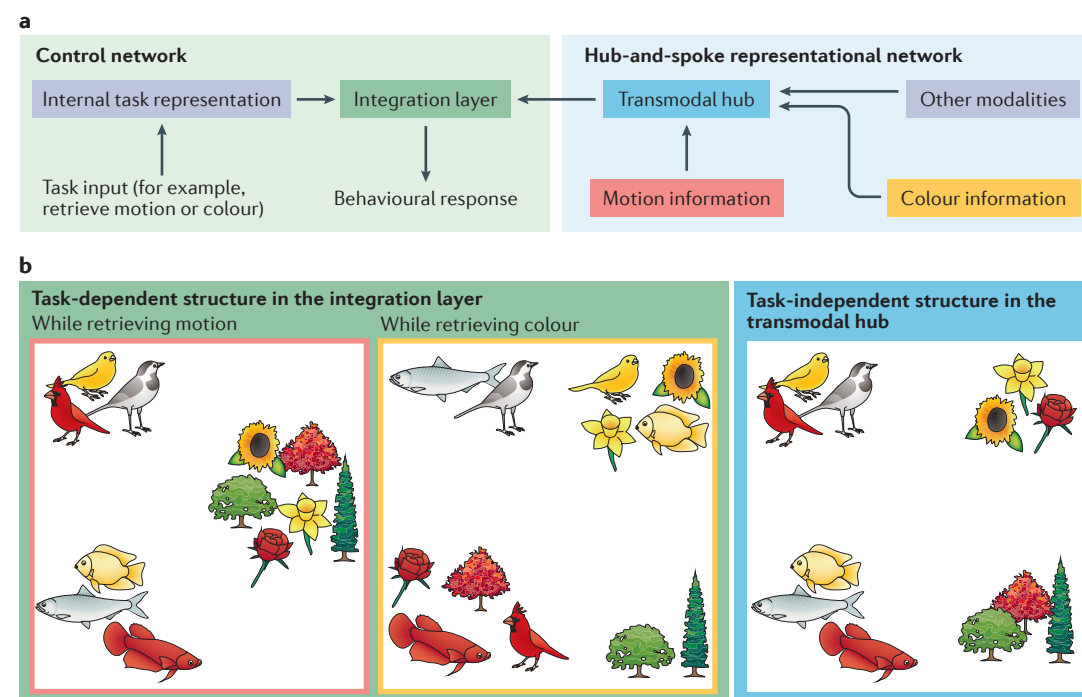 a
Control network
Hub-and-spoke representational network
Internal task representation
Integration layer
Transmodal hub
Other modalities
Task input (for example,
retrieve motion or colour)
Behavioural response
Motion information
Colour information
b
Task-dependent structure in the integration layer
While retrieving motion
While retrieving colour
Task-independent structure in the
transmodal hub